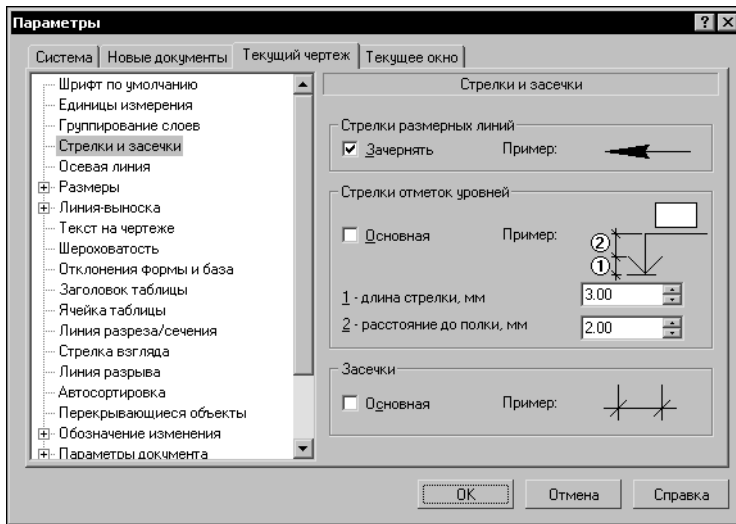 Параметры
Система Новые документы Текущий чертеж Текущее окно
Шрифт по умолчанию
Единицы измерения
Группирование слоев
Стрелки и засечки
Осевая линия
Размеры
Линия-выноска
Текст на чертеже
Шероховатость
Отклонения формы и база
Заголовок таблицы
Ячейка таблицы
Линия разреза/сечения
Стрелка взгляда
Линия разрыва
Автосортировка
Перекрывающиеся объекты
Обозначение изменения
Параметры документа
Стрелки и засечки
Стрелки размерных линий
Зачернять Пример:
Стрелки отметок уровней
Основная Пример:
2
1
1 - длина стрелки, мм 3.00
2 - расстояние до полки, мм 2.00
Засечки
Основная Пример:
OK Отмена Справка